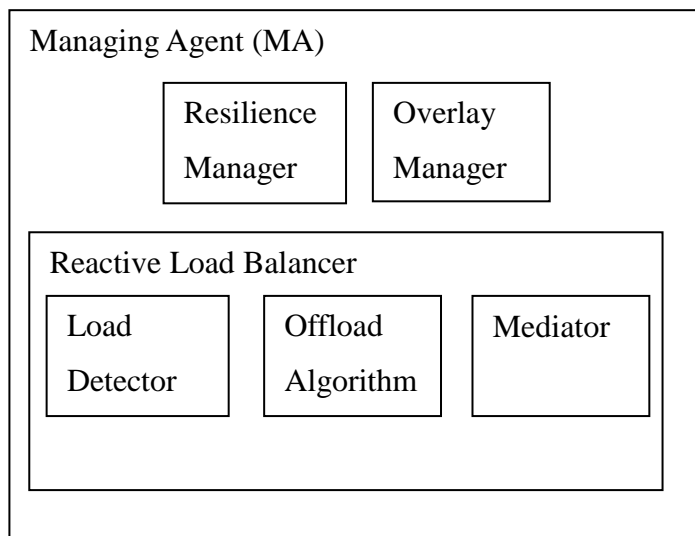 Managing Agent (MA)
Resilience
Manager
Overlay
Manager
Reactive Load Balancer
Load
Detector
Offload
Algorithm
Mediator